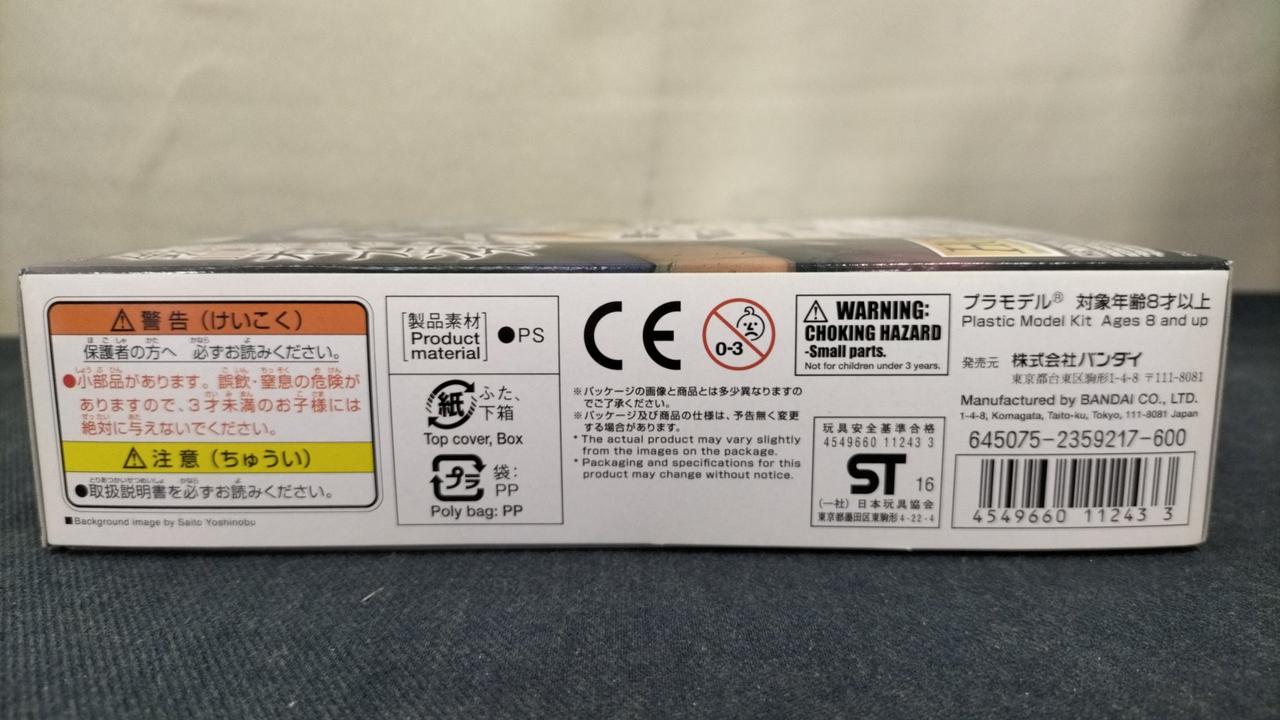 警告（けいこく）
保護者の方へ 必ずお読みください。
●小部品があります。誤飲・窒息の危険が
ありますので、3才未満のお子様には
絶対に与えないでください。
注意（ちゅうい）
●取扱説明書を必ずお読みください。
■Background image by Saito Yoshinobu
[製品素材
Product
material]
●PS
紙
ふた、
下箱
Top cover, Box
プラ
袋:
PP
Poly bag: PP
CE
0-3
WARNING:
CHOKING HAZARD
-Small parts.
Not for children under 3 years.
※パッケージの画像と商品とは多少異なりますの
でご了承ください。
※パッケージ及び商品の仕様は、予告無く変更
する場合があります。
* The actual product may vary slightly
from the images on the package.
* Packaging and specifications for this
product may change without notice.
玩具安全基準合格
4549660 11243 3
ST 16
(一社) 日本玩具協会
東京都墨田区東駒形4-22-4
プラモデル® 対象年齢8才以上
Plastic Model Kit Ages 8 and up
発売元 株式会社バンダイ
東京都台東区駒形1-4-8 〒111-8081
Manufactured by BANDAI CO., LTD.
1-4-8, Komagata, Taito-ku, Tokyo, 111-8081 Japan
645075-2359217-600
4549660 11243 3